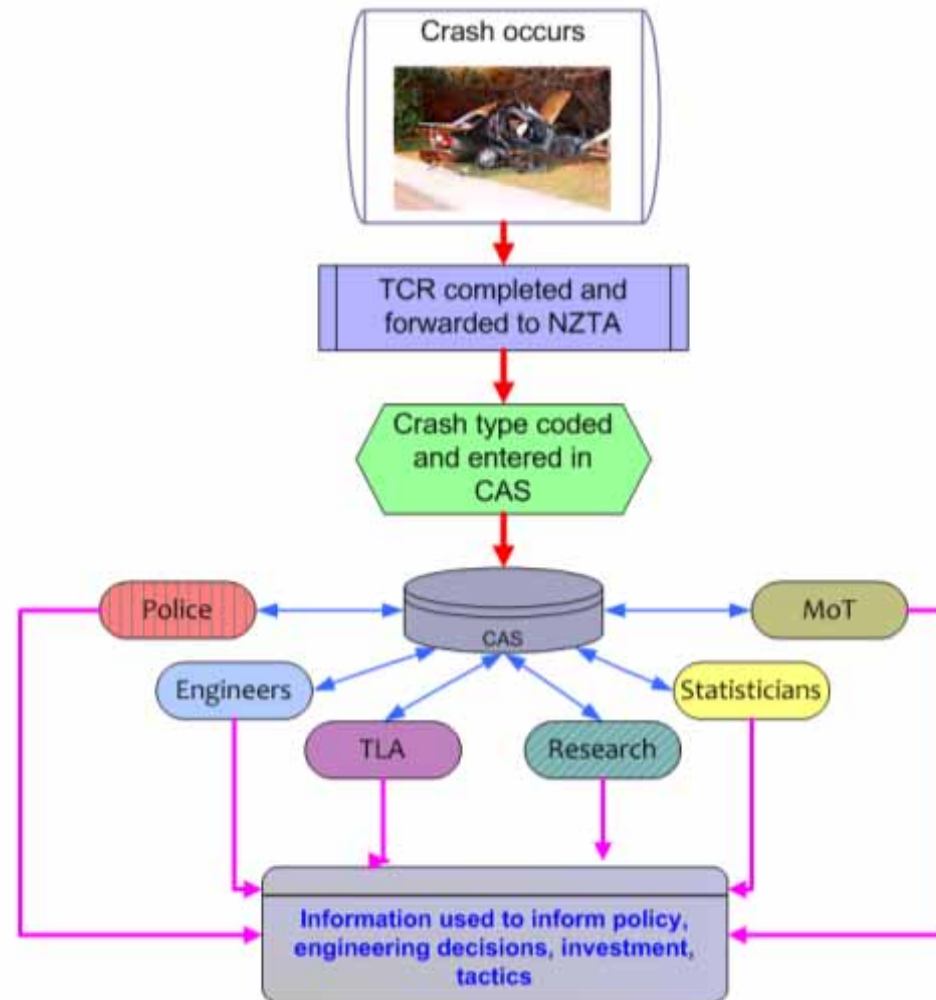 Crash occurs
TCR completed and
forwarded to NZTA
Crash type coded
and entered in
CAS
CAS
Police
MoT
Engineers
Statisticians
TLA
Research
Information used to inform policy,
engineering decisions, investment,
tactics